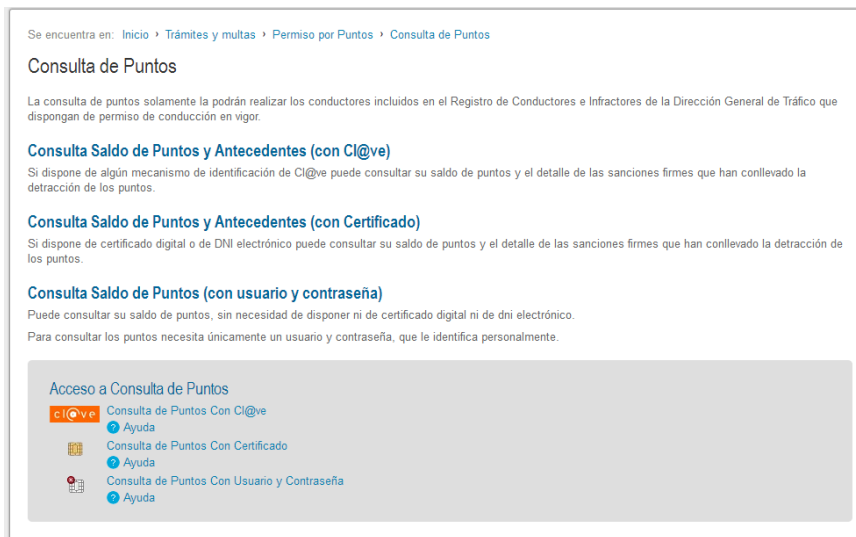 Se encuentra en: Inicio › Trámites y multas › Permiso por Puntos › Consulta de Puntos
Consulta de Puntos
La consulta de puntos solamente la podrán realizar los conductores incluidos en el Registro de Conductores e Infractores de la Dirección General de Tráfico que
dispongan de permiso de conducción en vigor.
Consulta Saldo de Puntos y Antecedentes (con Cl@ve)
Si dispone de algún mecanismo de identificación de Cl@ve puede consultar su saldo de puntos y el detalle de las sanciones firmes que han conllevado la
detracción de los puntos.
Consulta Saldo de Puntos y Antecedentes (con Certificado)
Si dispone de certificado digital o de DNI electrónico puede consultar su saldo de puntos y el detalle de las sanciones firmes que han conllevado la detracción de
los puntos.
Consulta Saldo de Puntos (con usuario y contraseña)
Puede consultar su saldo de puntos, sin necesidad de disponer ni de certificado digital ni de dni electrónico.
Para consultar los puntos necesita únicamente un usuario y contraseña, que le identifica personalmente.
Acceso a Consulta de Puntos
cl@ve Consulta de Puntos Con Cl@ve
? Ayuda
Consulta de Puntos Con Certificado
? Ayuda
Consulta de Puntos Con Usuario y Contraseña
? Ayuda